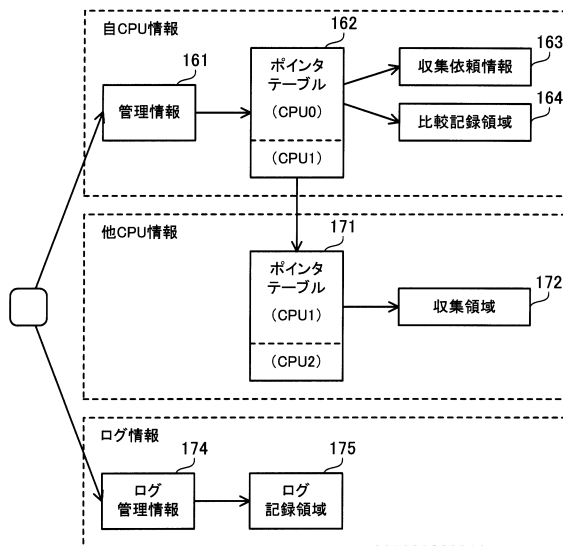 自CPU情報
161
管理情報
162
ポインタ
テーブル
(CPU0)
(CPU1)
163
収集依頼情報
164
比較記録領域
他CPU情報
171
ポインタ
テーブル
(CPU1)
(CPU2)
172
収集領域
ログ情報
174
ログ
管理情報
175
ログ
記録領域